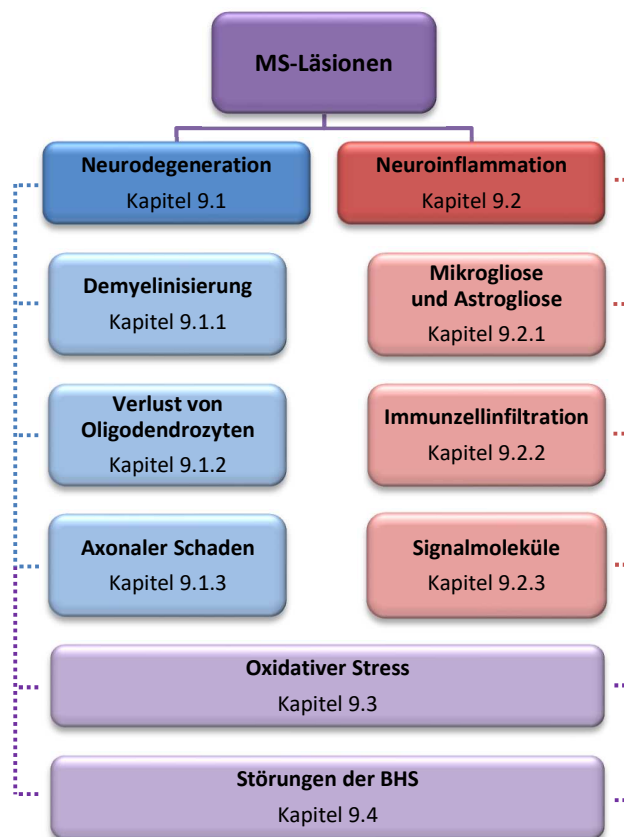 MS-Läsionen
Neurodegeneration
Kapitel 9.1
Neuroinflammation
Kapitel 9.2
Demyelinisierung
Kapitel 9.1.1
Mikrogliose
und Astrogliose
Kapitel 9.2.1
Verlust von
Oligodendrozyten
Kapitel 9.1.2
Immunzellinfiltration
Kapitel 9.2.2
Axonaler Schaden
Kapitel 9.1.3
Signalmoleküle
Kapitel 9.2.3
Oxidativer Stress
Kapitel 9.3
Störungen der BHS
Kapitel 9.4